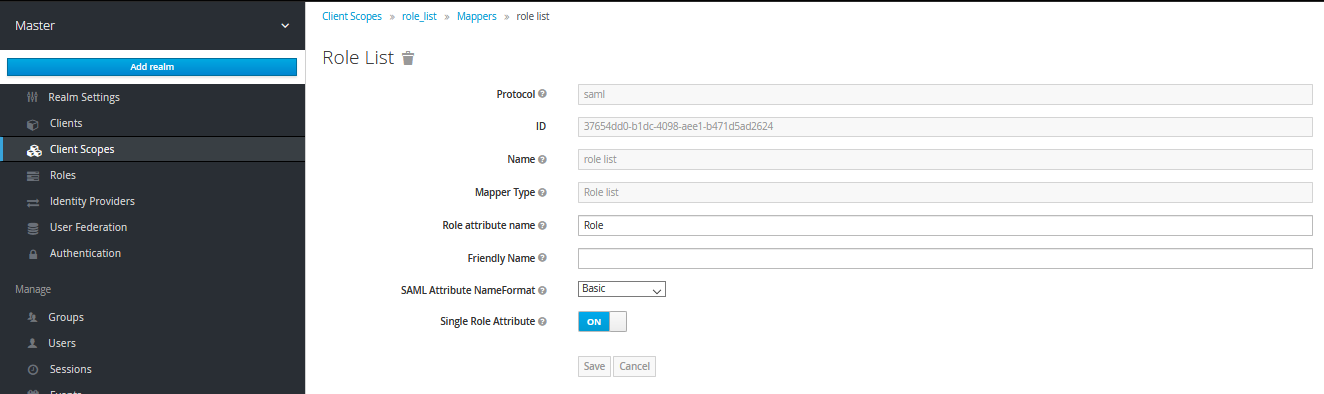 Master
Add realm
Realm Settings
Clients
Client Scopes
Roles
Identity Providers
User Federation
Authentication
Manage
Groups
Users
Sessions
Events
Client Scopes » role_list » Mappers » role list
Role List
Protocol saml
ID 37654dd0-b1dc-4098-aee1-b471d5ad2624
Name role list
Mapper Type Role list
Role attribute name Role
Friendly Name
SAML Attribute NameFormat Basic
Single Role Attribute ON
Save Cancel